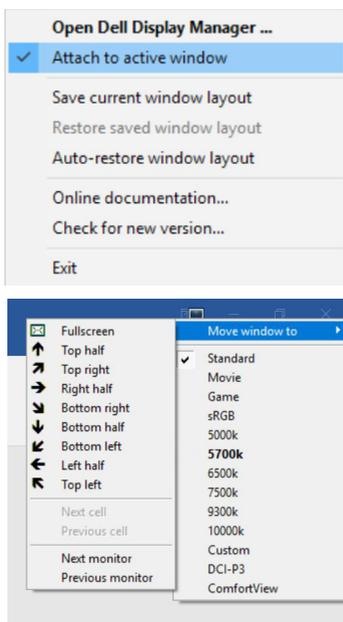 Open Dell Display Manager ...
Attach to active window
Save current window layout
Restore saved window layout
Auto-restore window layout
Online documentation...
Check for new version...
Exit
Fullscreen
Top half
Top right
Right half
Bottom right
Bottom half
Bottom left
Left half
Top left
Next cell
Previous cell
Next monitor
Previous monitor
Move window to
Standard
Movie
Game
sRGB
5000k
5700k
6500k
7500k
9300k
10000k
Custom
DCI-P3
ComfortView